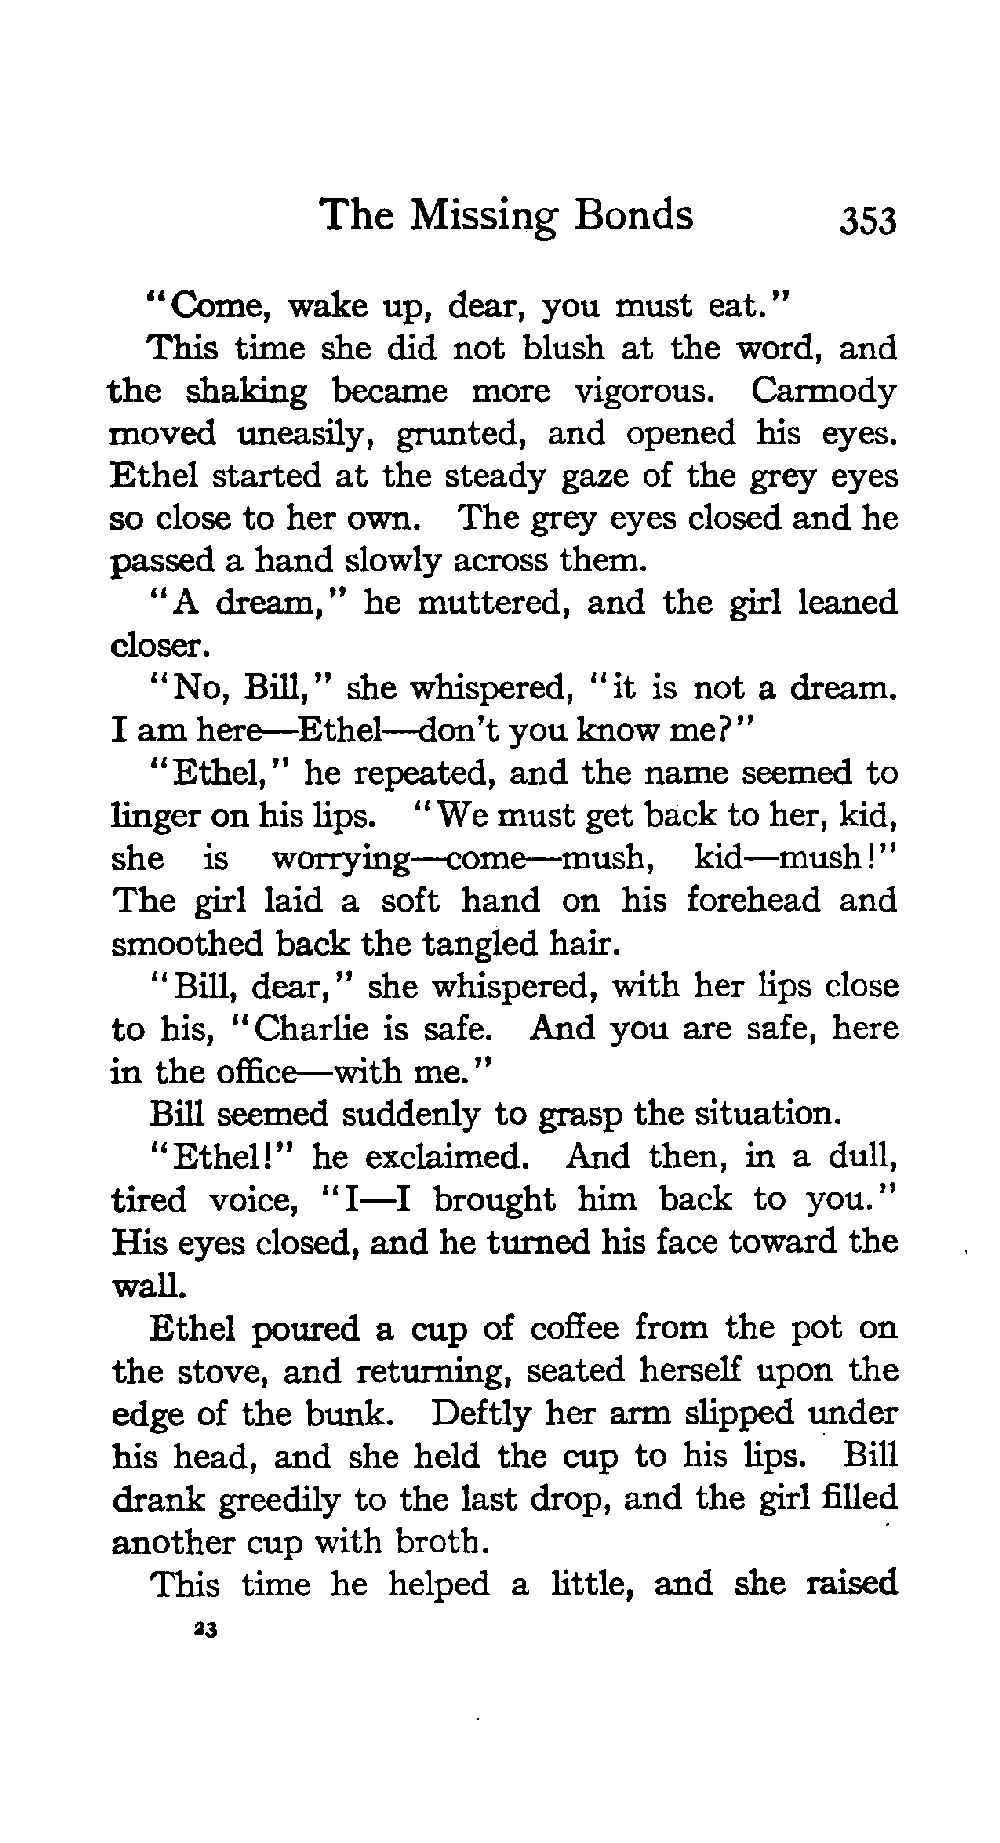 The Missing Bonds 353
"Come, wake up, dear, you must eat."
This time she did not blush at the word, and
the shaking became more vigorous. Carmody
moved uneasily, grunted, and opened his eyes.
Ethel started at the steady gaze of the grey eyes
so close to her own. The grey eyes closed and he
passed a hand slowly across them.
"A dream," he muttered, and the girl leaned
closer.
"No, Bill," she whispered, "it is not a dream.
I am here—Ethel—don't you know me?"
"Ethel," he repeated, and the name seemed to
linger on his lips. "We must get back to her, kid,
she is worrying—come—mush, kid—mush!"
The girl laid a soft hand on his forehead and
smoothed back the tangled hair.
"Bill, dear," she whispered, with her lips close
to his, "Charlie is safe. And you are safe, here
in the office—with me."
Bill seemed suddenly to grasp the situation.
"Ethel!" he exclaimed. And then, in a dull,
tired voice, "I—I brought him back to you."
His eyes closed, and he turned his face toward the
wall.
Ethel poured a cup of coffee from the pot on
the stove, and returning, seated herself upon the
edge of the bunk. Deftly her arm slipped under
his head, and she held the cup to his lips. Bill
drank greedily to the last drop, and the girl filled
another cup with broth.
This time he helped a little, and she raised
23